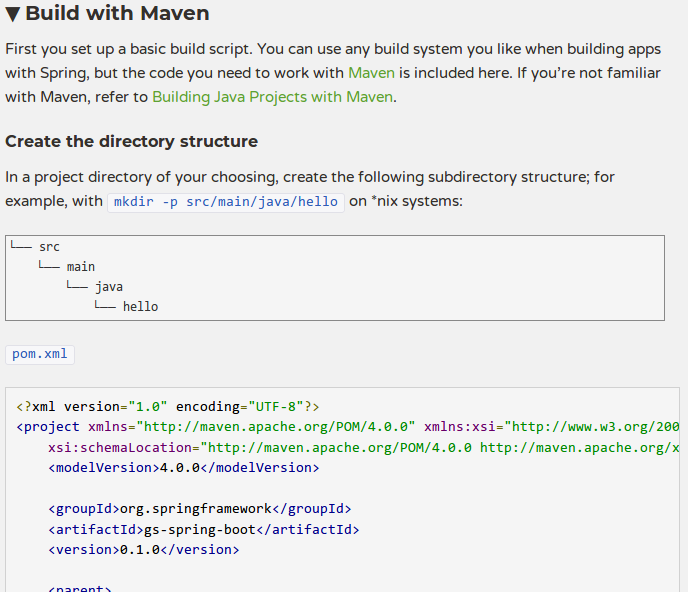 ▼ Build with Maven
First you set up a basic build script. You can use any build system you like when building apps
with Spring, but the code you need to work with Maven is included here. If you’re not familiar
with Maven, refer to Building Java Projects with Maven.
Create the directory structure
In a project directory of your choosing, create the following subdirectory structure; for
example, with mkdir -p src/main/java/hello on *nix systems:
└── src
    └── main
        └── java
            └── hello
pom.xml
<?xml version="1.0" encoding="UTF-8"?>
<project xmlns="http://maven.apache.org/POM/4.0.0" xmlns:xsi="http://www.w3.org/200
    xsi:schemaLocation="http://maven.apache.org/POM/4.0.0 http://maven.apache.org/x
    <modelVersion>4.0.0</modelVersion>
    <groupId>org.springframework</groupId>
    <artifactId>gs-spring-boot</artifactId>
    <version>0.1.0</version>
    <parent>